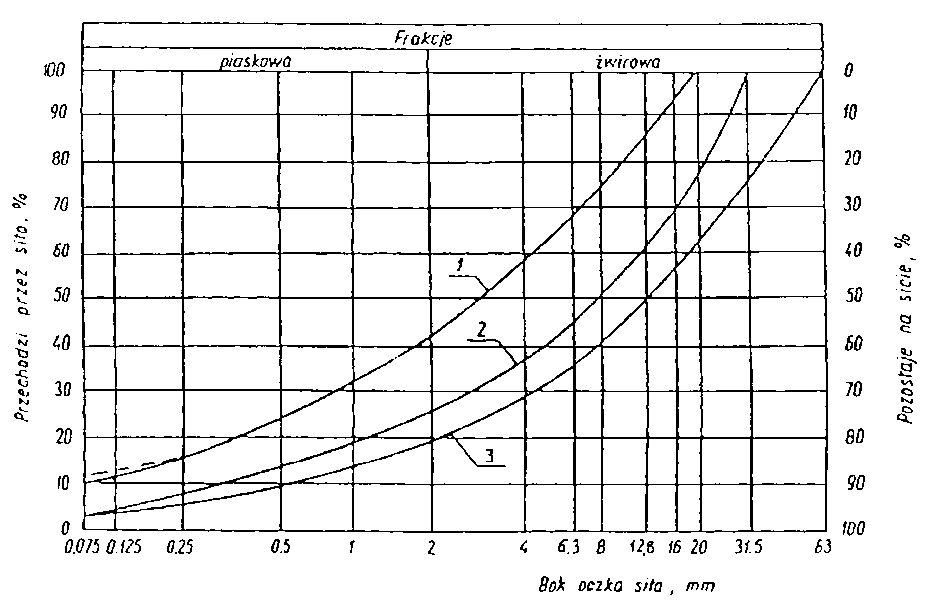 Frakcje
piaskowa żwirowa
100 0
90 10
80 20
70 30
60 40
50 50
40 60
30 70
20 80
10 90
0 100
Przechodzi przez sito, %
Pozostaje na sicie, %
1
2
3
0.075 0.125 0.25 0.5 1 2 4 6,3 8 12,8 16 20 31.5 63
Bok oczka sita, mm